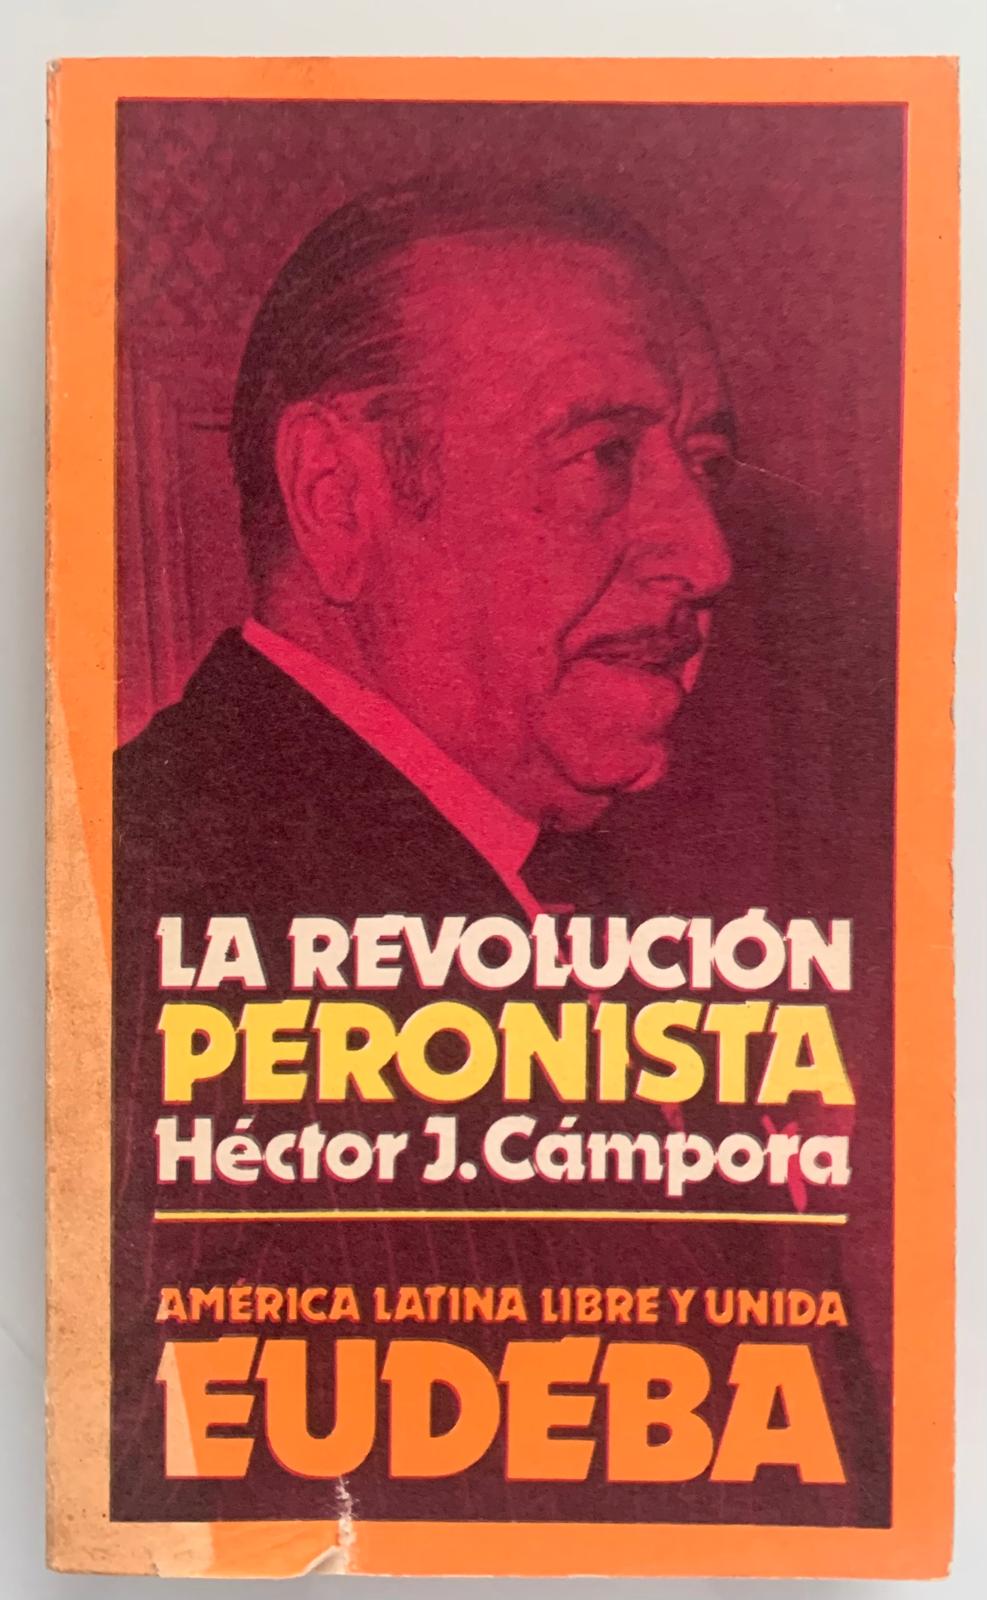 LA REVOLUCIÓN
PERONISTA
Héctor J. Cámpora
AMÉRICA LATINA LIBRE Y UNIDA
EUDEBA